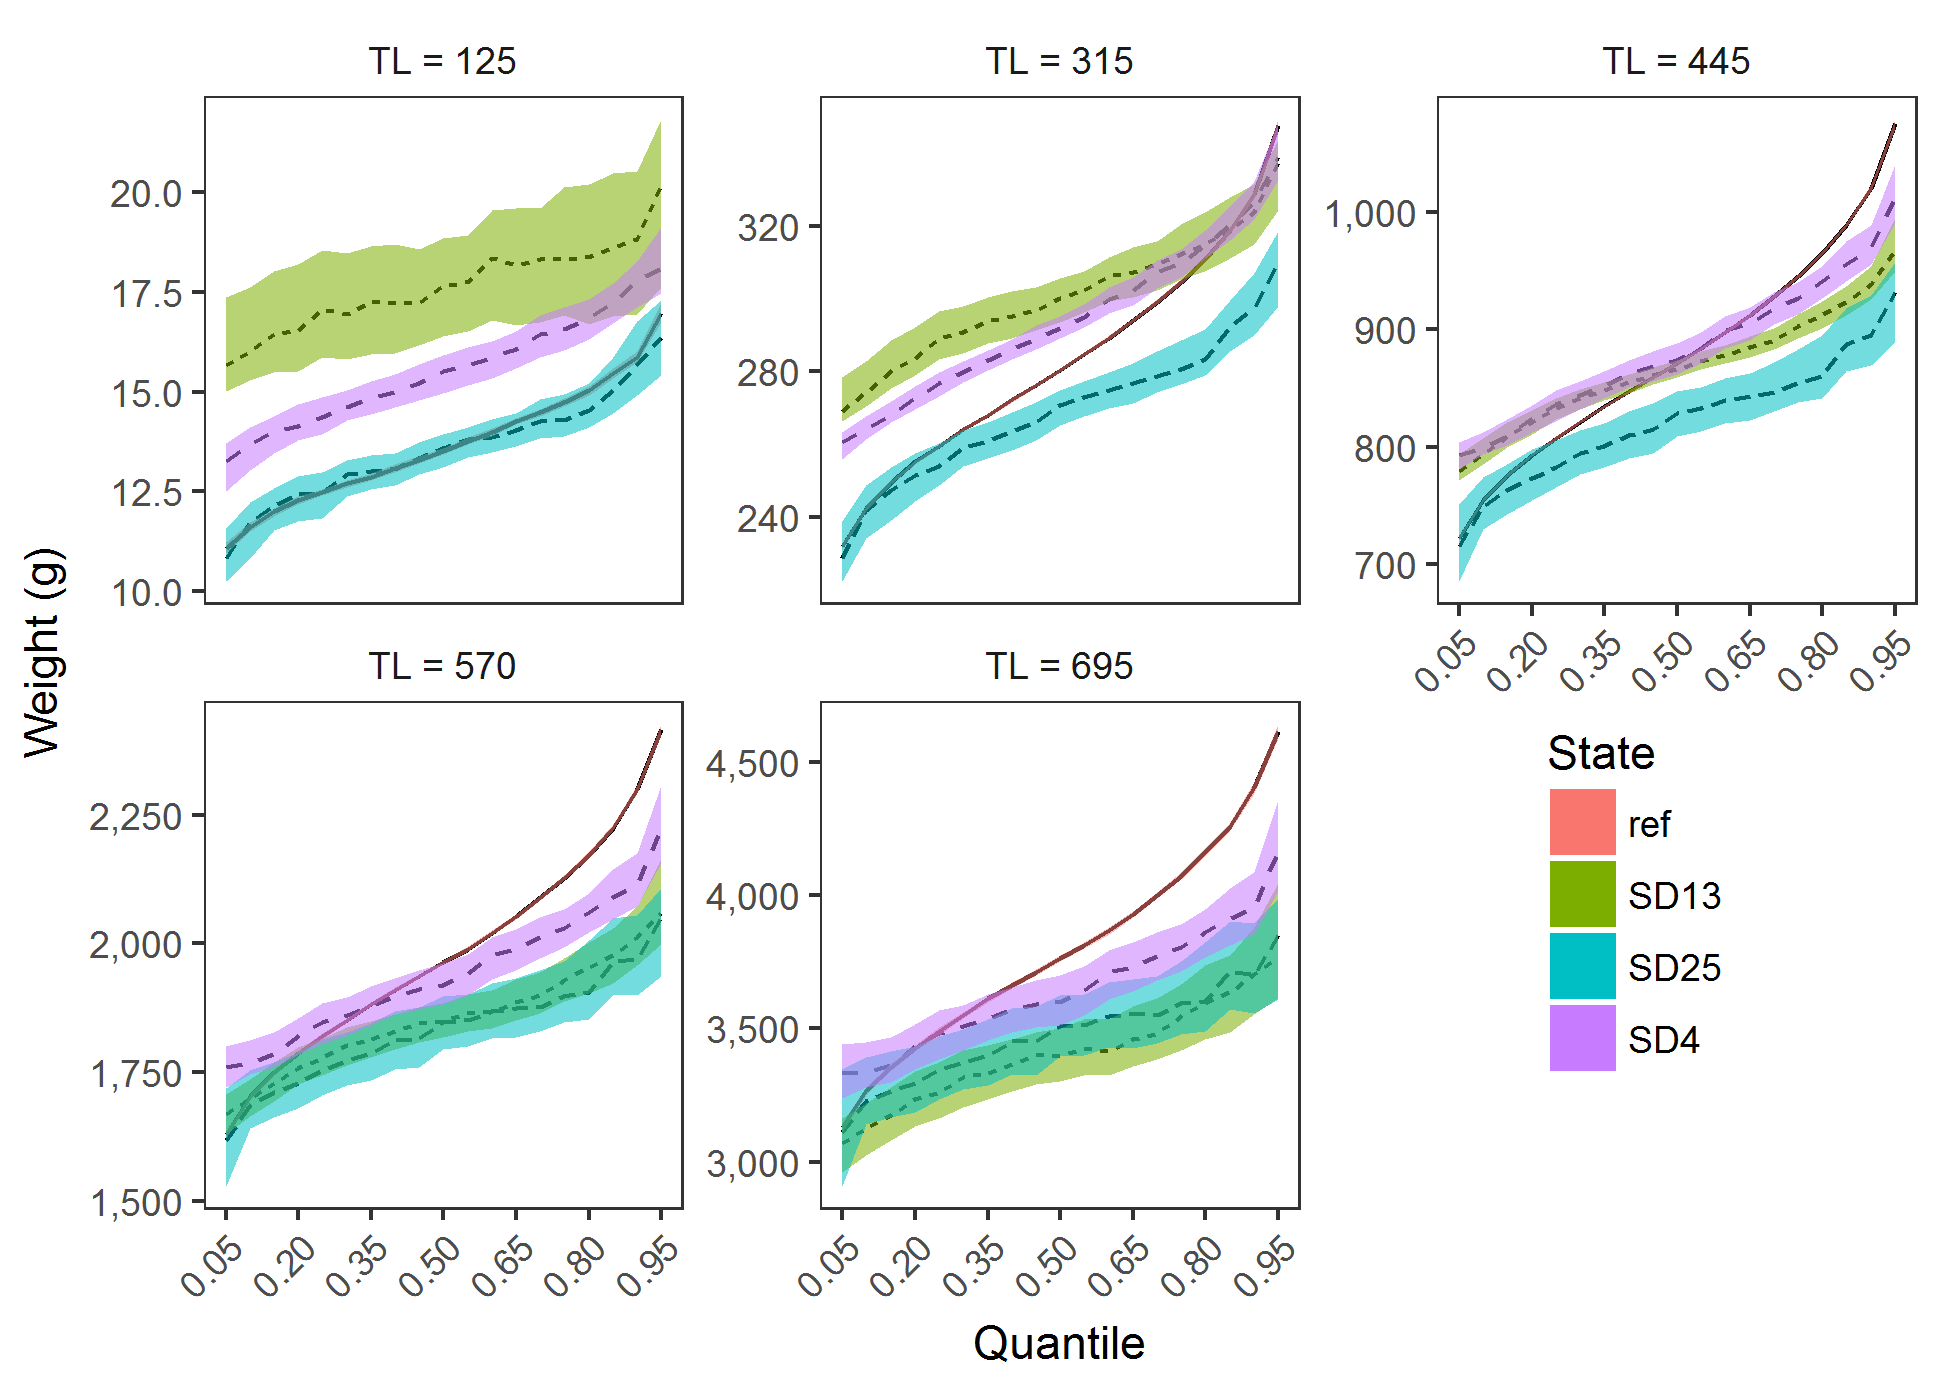 TL = 125
TL = 315
TL = 445
20.0
17.5
15.0
12.5
10.0
320
280
240
1,000
900
800
700
0.05 0.20 0.35 0.50 0.65 0.80 0.95
Weight (g)
TL = 570
TL = 695
2,250
2,000
1,750
1,500
4,500
4,000
3,500
3,000
0.05 0.20 0.35 0.50 0.65 0.80 0.95
0.05 0.20 0.35 0.50 0.65 0.80 0.95
State
ref
SD13
SD25
SD4
Quantile